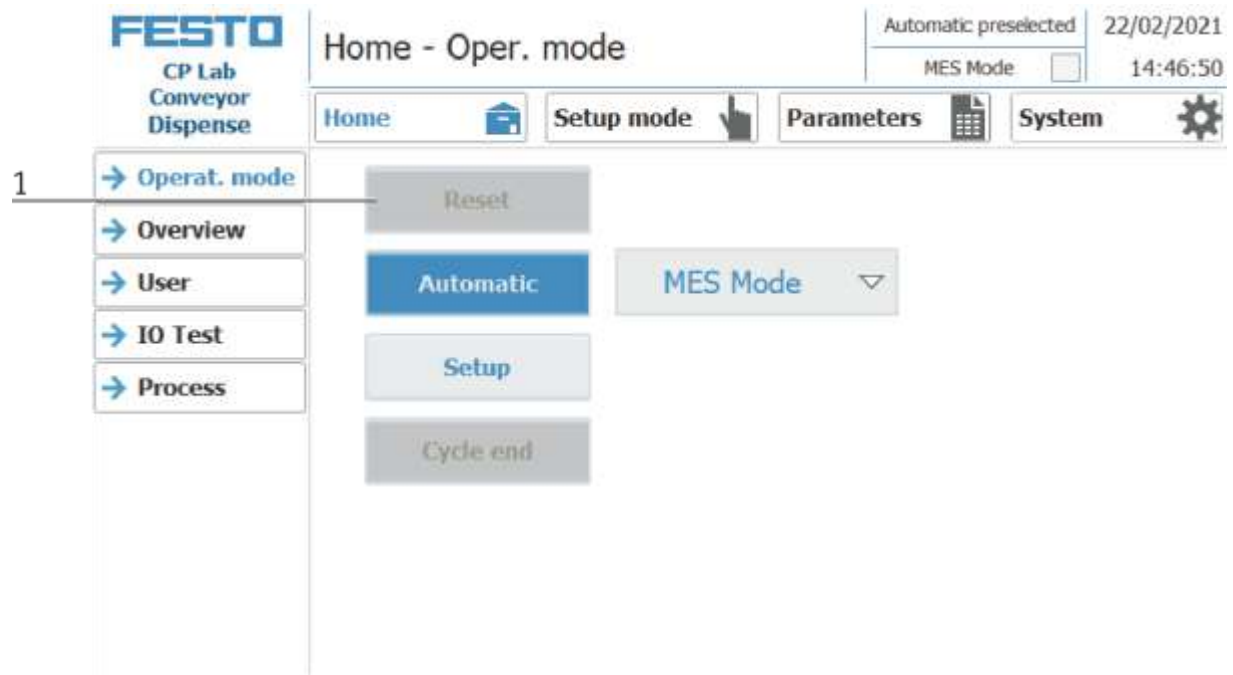 FESTO
CP Lab
Conveyor
Dispense
Home - Oper. mode
Automatic preselected
22/02/2021
MES Mode
14:46:50
Home
Setup mode
Parameters
System
1
Operat. mode
Overview
User
IO Test
Process
Reset
Automatic
MES Mode
Setup
Cycle end